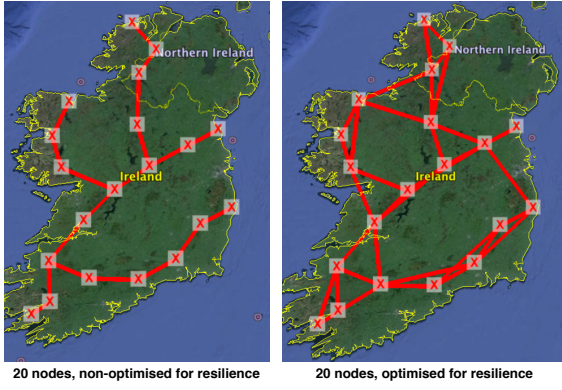 Northern Ireland
Northern Ireland
Ireland
Ireland
20 nodes, non-optimised for resilience
20 nodes, optimised for resilience